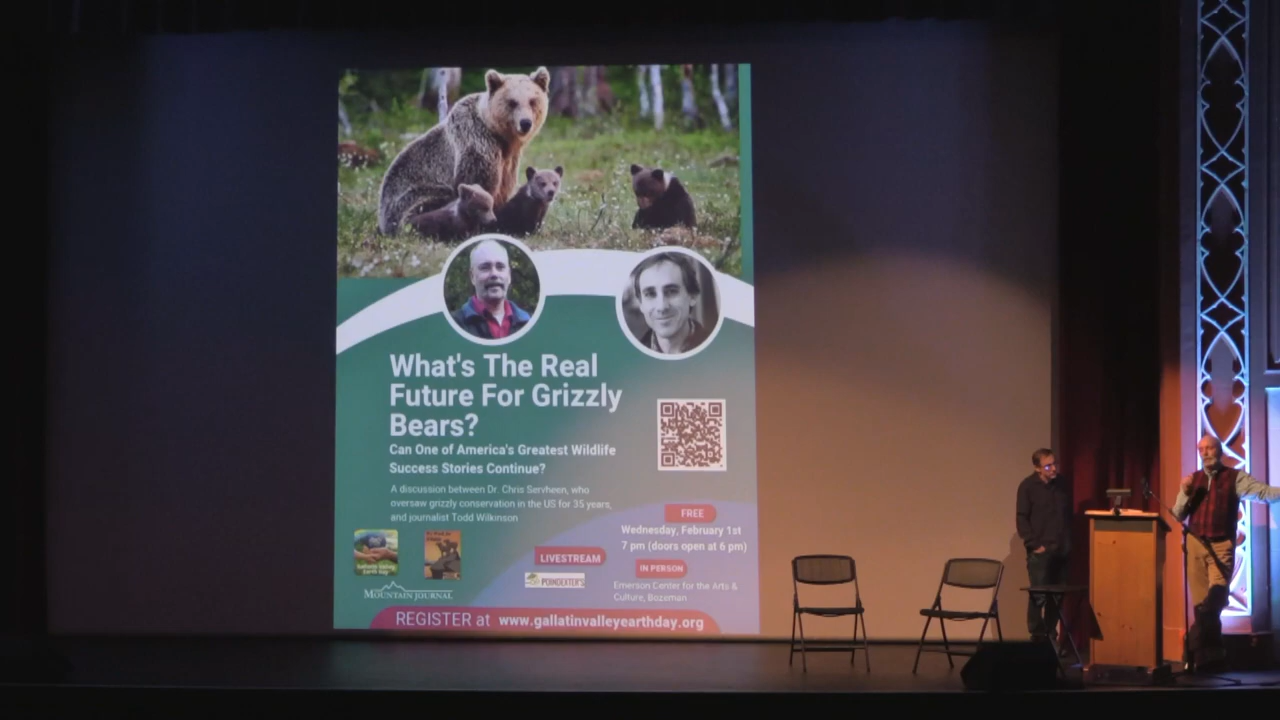 What's The Real
Future For Grizzly
Bears?
Can One of America's Greatest Wildlife
Success Stories Continue?
A discussion between Dr. Chris Servheen, who
oversaw grizzly conservation in the US for 35 years,
and journalist Todd Wilkinson
FREE
Wednesday, February 1st
7 pm (doors open at 6 pm)
LIVESTREAM
IN PERSON
Emerson Center for the Arts &
Culture, Bozeman
MOUNTAIN JOURNAL
REGISTER at www.gallatinvalleyearthday.org